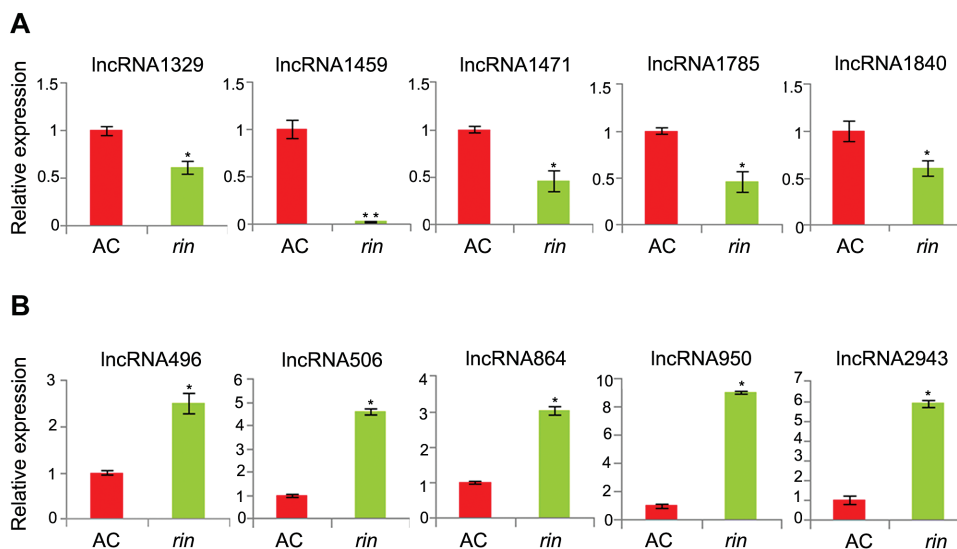 A
lncRNA1329 lncRNA1459 lncRNA1471 lncRNA1785 lncRNA1840
Relative expression
1.5 1.5 1.5 1.5 1.5
1 1 1 1 1
0.5 0.5 0.5 0.5 0.5
0 0 0 0 0
* ** * * *
AC rin AC rin AC rin AC rin AC rin
B
lncRNA496 lncRNA506 lncRNA864 lncRNA950 lncRNA2943
Relative expression
3 2 1 0
6 5 4 3 2 1 0
4 3 2 1 0
10 8 6 4 2 0
7 6 5 4 3 2 1 0
* * * * *
AC rin AC rin AC rin AC rin AC rin